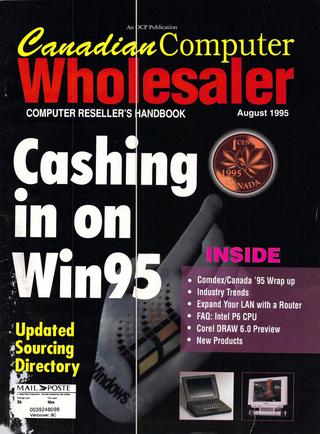 An OCP Publication
Canadian Computer
Wholesaler
COMPUTER RESELLER'S HANDBOOK
August 1995
Cashing
in on
Win95
1 CENT
1995
CANADA
INSIDE
• Comdex/Canada '95 Wrap up
• Industry Trends
• Expand Your LAN with a Router
• FAQ: Intel P6 CPU
• Corel DRAW 6.0 Preview
• New Products
Updated
Sourcing
Directory
Windows
MAIL POSTE
0039248098
Vancouver, BC